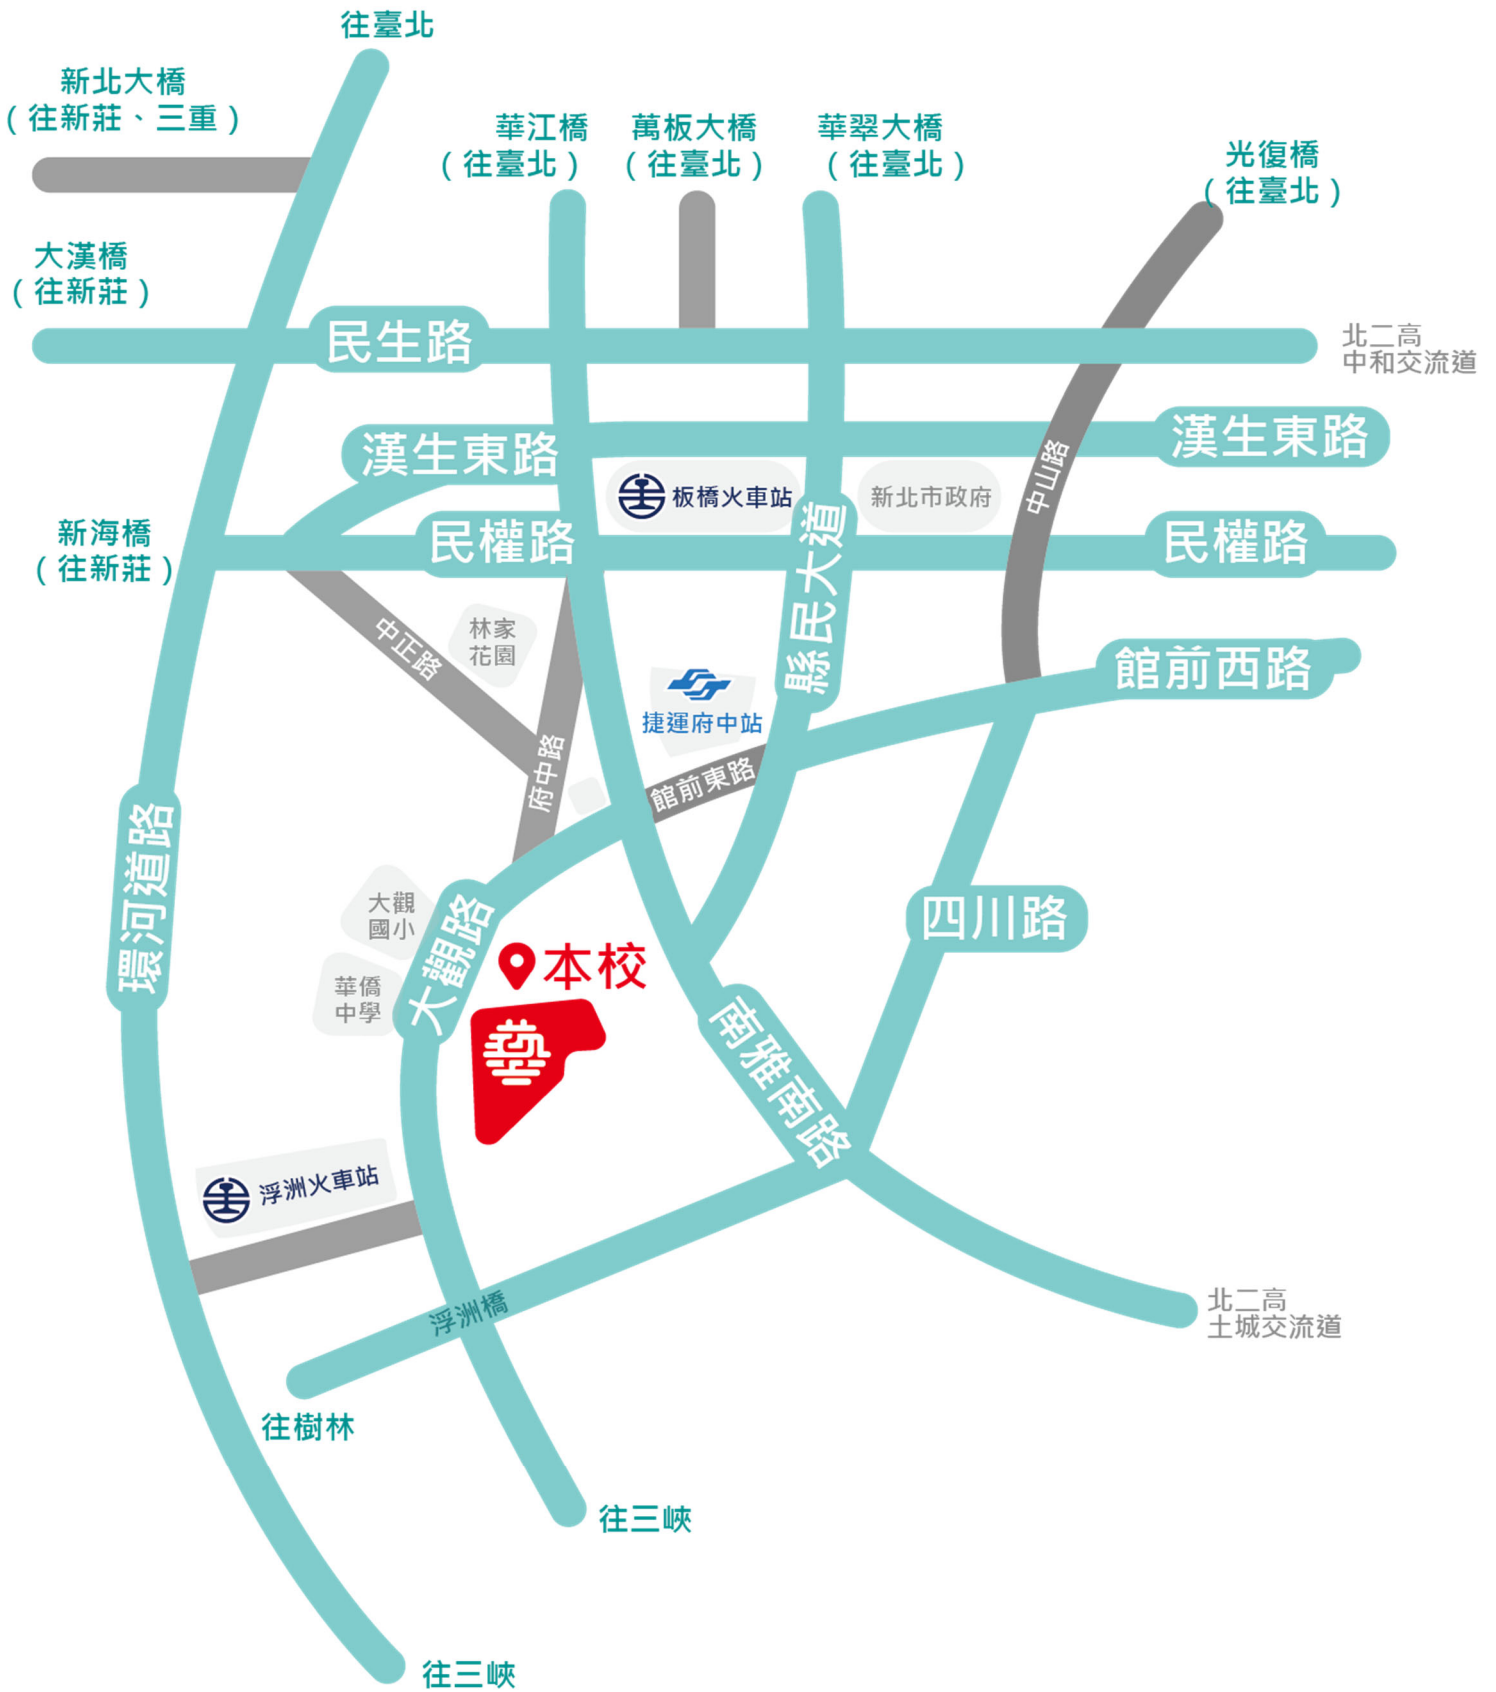 往臺北
新北大橋
（往新莊、三重）
華江橋
（往臺北）
萬板大橋
（往臺北）
華翠大橋
（往臺北）
光復橋
（往臺北）
大漢橋
（往新莊）
民生路
北二高
中和交流道
漢生東路
漢生東路
中山路
板橋火車站
新北市政府
縣民大道
新海橋
（往新莊）
民權路
民權路
中正路
林家
花園
館前西路
捷運府中站
府中路
館前東路
環河道路
大觀
國小
大觀路
四川路
本校
華僑
中學
藝
南雅南路
浮洲火車站
浮洲橋
北二高
土城交流道
往樹林
往三峽
往三峽